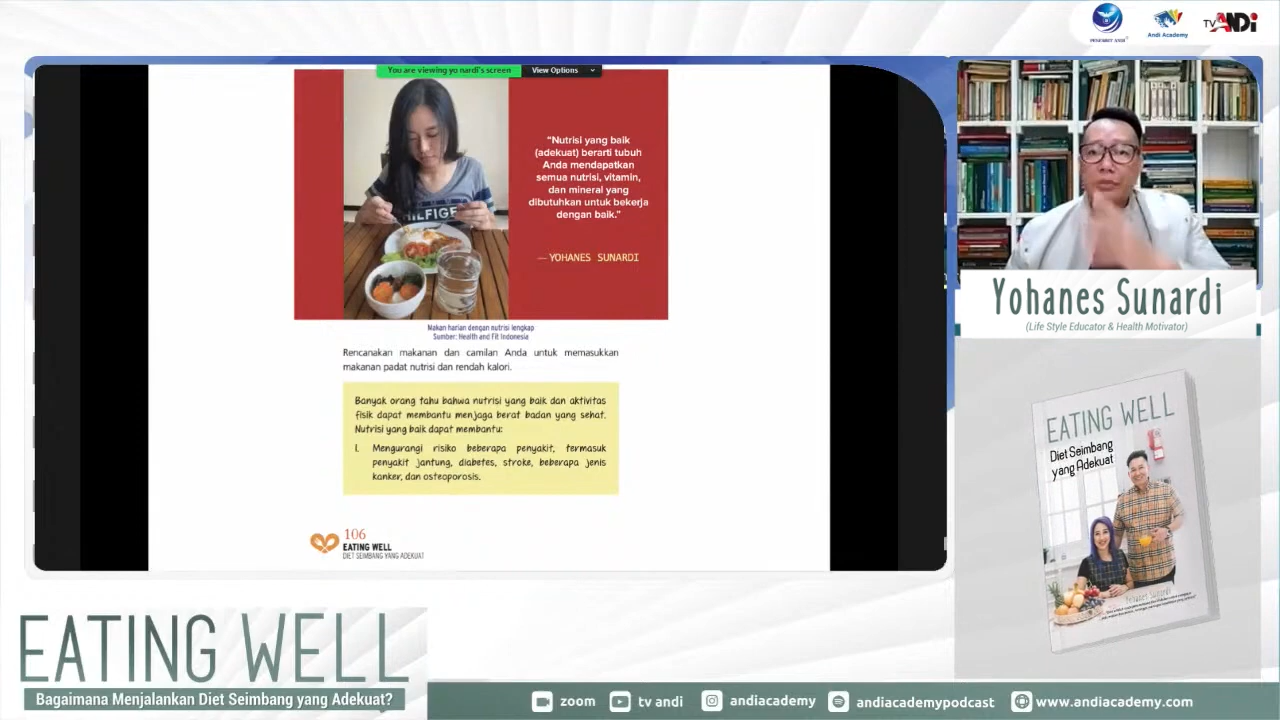 PENERBIT ANDI
Andi Academy
TV ANDi
You are viewing yo nardi's screen
View Options
HILFIGE
"Nutrisi yang baik
(adekuat) berarti tubuh
Anda mendapatkan
semua nutrisi, vitamin,
dan mineral yang
dibutuhkan untuk bekerja
dengan baik."
— YOHANES SUNARDI
Makan harian dengan nutrisi lengkap
Sumber: Health and Fit Indonesia
Rencanakan makanan dan camilan Anda untuk memasukkan
makanan padat nutrisi dan rendah kalori.
Banyak orang tahu bahwa nutrisi yang baik dan aktivitas
fisik dapat membantu menjaga berat badan yang sehat.
Nutrisi yang baik dapat membantu:
1. Mengurangi risiko beberapa penyakit, termasuk
penyakit jantung, diabetes, stroke, beberapa jenis
kanker, dan osteoporosis.
106
EATING WELL
DIET SEIMBANG YANG ADEKUAT
Yohanes Sunardi
(Life Style Educator & Health Motivator)
EATING WELL
Diet Seimbang
yang Adekuat
Yohanes Sunardi
EATING WELL
Bagaimana Menjalankan Diet Seimbang yang Adekuat?
zoom
tv andi
andiacademy
andiacademypodcast
www.andiacademy.com